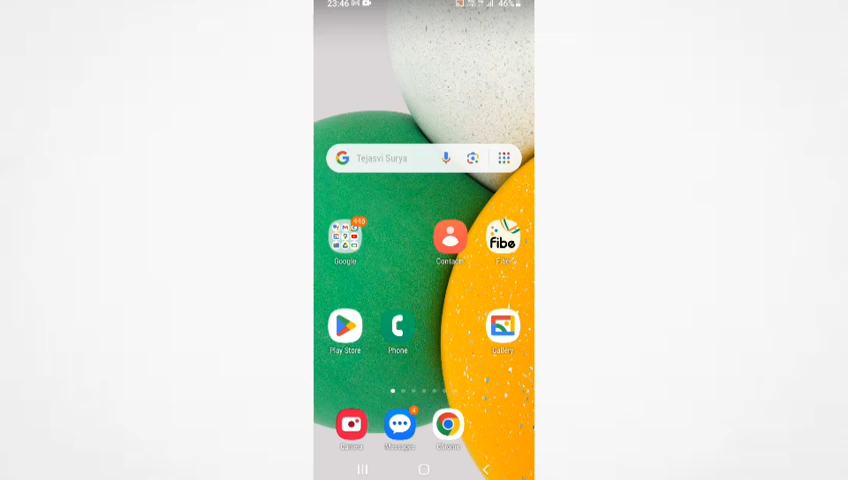 23:46
46%
Tejasvi Surya
449
Google
Contacts
fibe
Fibe
Play Store
Phone
Gallery
4
Camera
Messages
Chrome